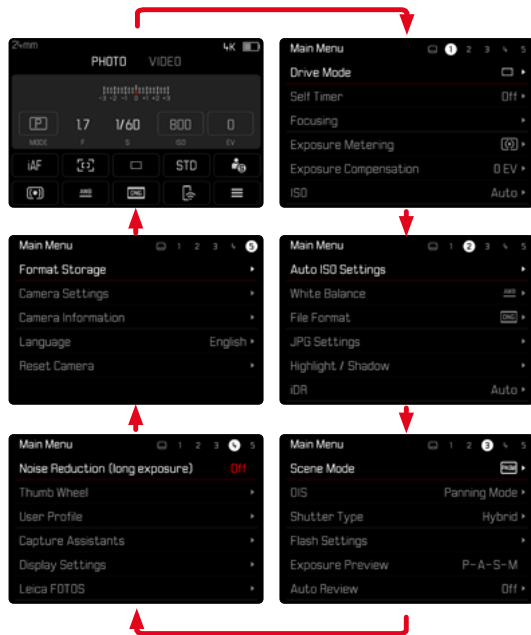 24mm 4K
PHOTO VIDEO
-3 -2 -1 0 +1 +2 +3
P 1.7 1/60 800 0
MODE F S ISO EV
iAF STD
AWB DNG
Main Menu 1 2 3 4 5
Drive Mode
Self Timer Off
Focusing
Exposure Metering
Exposure Compensation 0 EV
ISO Auto
Main Menu 1 2 3 4 5
Auto ISO Settings
White Balance AWB
File Format DNG
JPG Settings
Highlight / Shadow
iDR Auto
Main Menu 1 2 3 4 5
Scene Mode PASM
OIS Panning Mode
Shutter Type Hybrid
Flash Settings
Exposure Preview P-A-S-M
Auto Review Off
Main Menu 1 2 3 4 5
Noise Reduction (long exposure) Off
Thumb Wheel
User Profile
Capture Assistants
Display Settings
Leica FOTOS
Main Menu 1 2 3 4 5
Format Storage
Camera Settings
Camera Information
Language English
Reset Camera